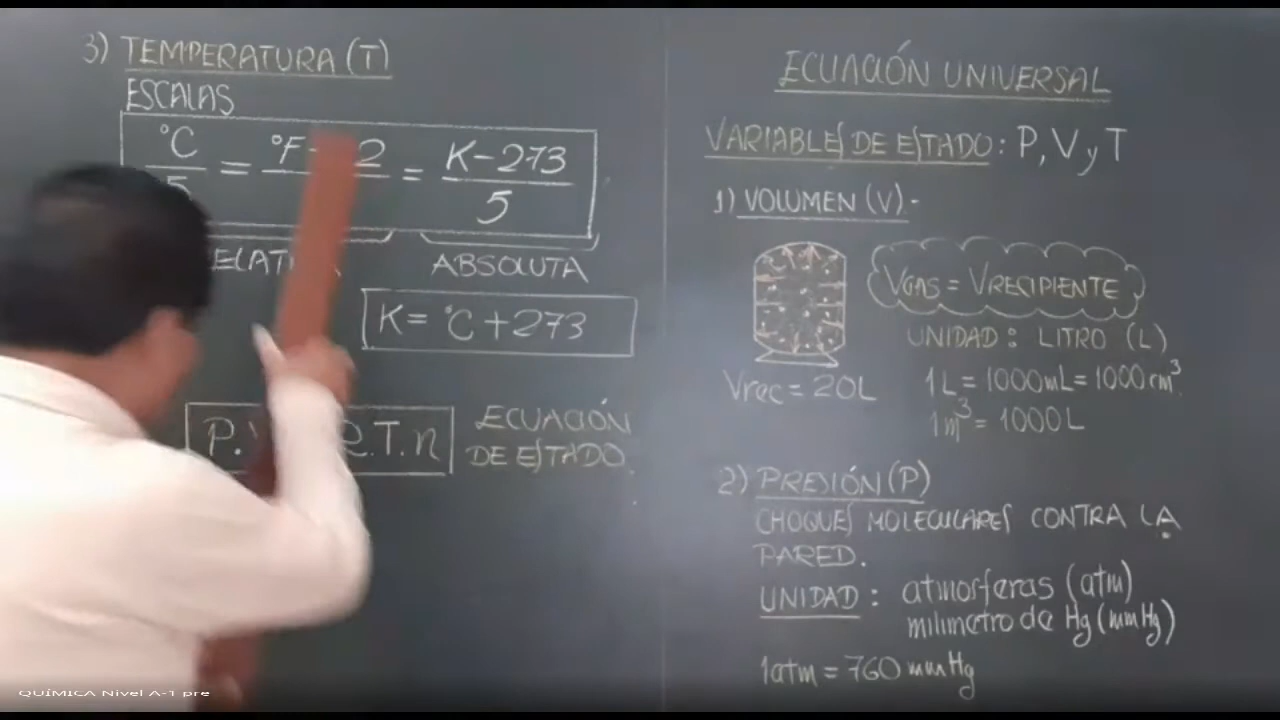 3) TEMPERATURA (T)
ESCALAS
°C = °F - 2 = K - 273
5 5
ABSOLUTA
K = °C + 273
P. .T.n
ECUACIÓN
DE ESTADO.
ECUACIÓN UNIVERSAL
VARIABLES DE ESTADO: P, V y T
1) VOLUMEN (V).-
VGAS = VRECIPIENTE
UNIDAD: LITRO (L)
Vrec = 20L
1L = 1000mL = 1000cm³
1m³ = 1000L
2) PRESIÓN (P)
CHOQUES MOLECULARES CONTRA LA
PARED.
UNIDAD: atmosferas (atm)
milimetro de Hg (mmHg)
1atm = 760 mmHg
QUÍMICA Nivel A-1 pre